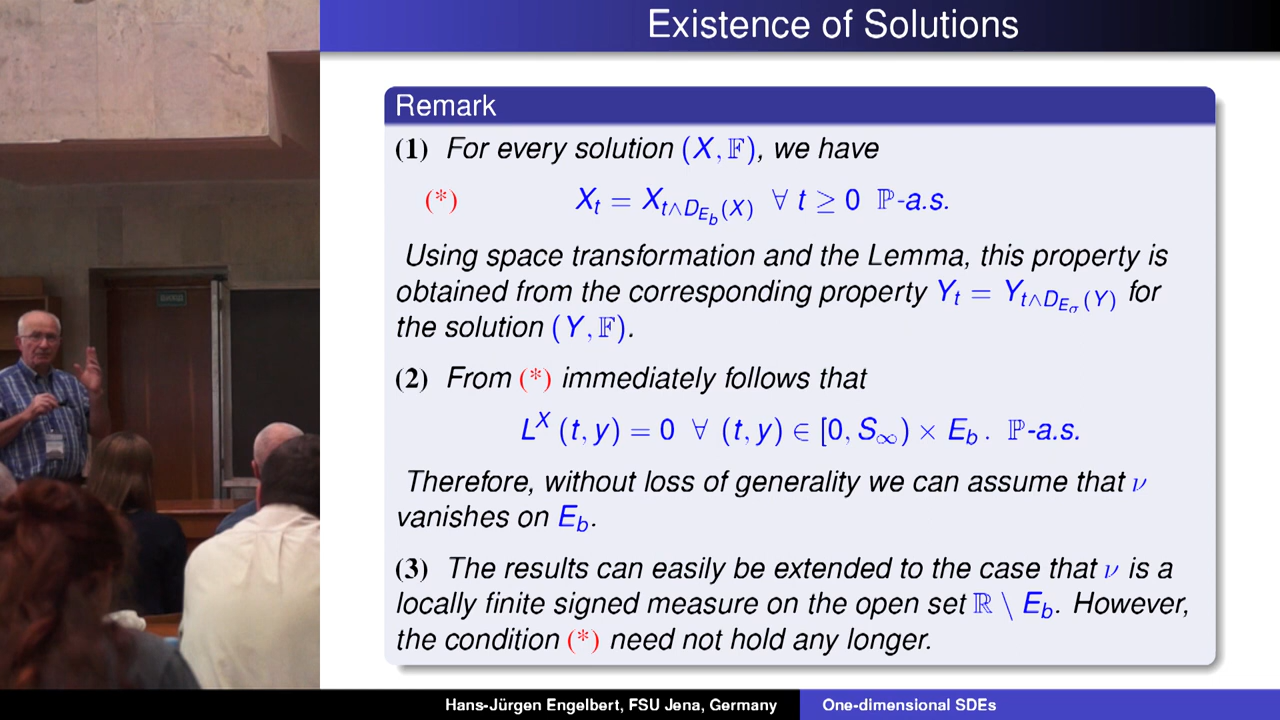 Existence of Solutions
Remark
(1) For every solution (X, 𝔽), we have
(*) X_t = X_{t∧D_{E_b}(X)} ∀ t ≥ 0 ℙ-a.s.
Using space transformation and the Lemma, this property is
obtained from the corresponding property Y_t = Y_{t∧D_{E_σ}(Y)} for
the solution (Y, 𝔽).
(2) From (*) immediately follows that
L^X (t, y) = 0 ∀ (t, y) ∈ [0, S_∞) × E_b . ℙ-a.s.
Therefore, without loss of generality we can assume that ν
vanishes on E_b.
(3) The results can easily be extended to the case that ν is a
locally finite signed measure on the open set ℝ \ E_b. However,
the condition (*) need not hold any longer.
Hans-Jürgen Engelbert, FSU Jena, Germany
One-dimensional SDEs